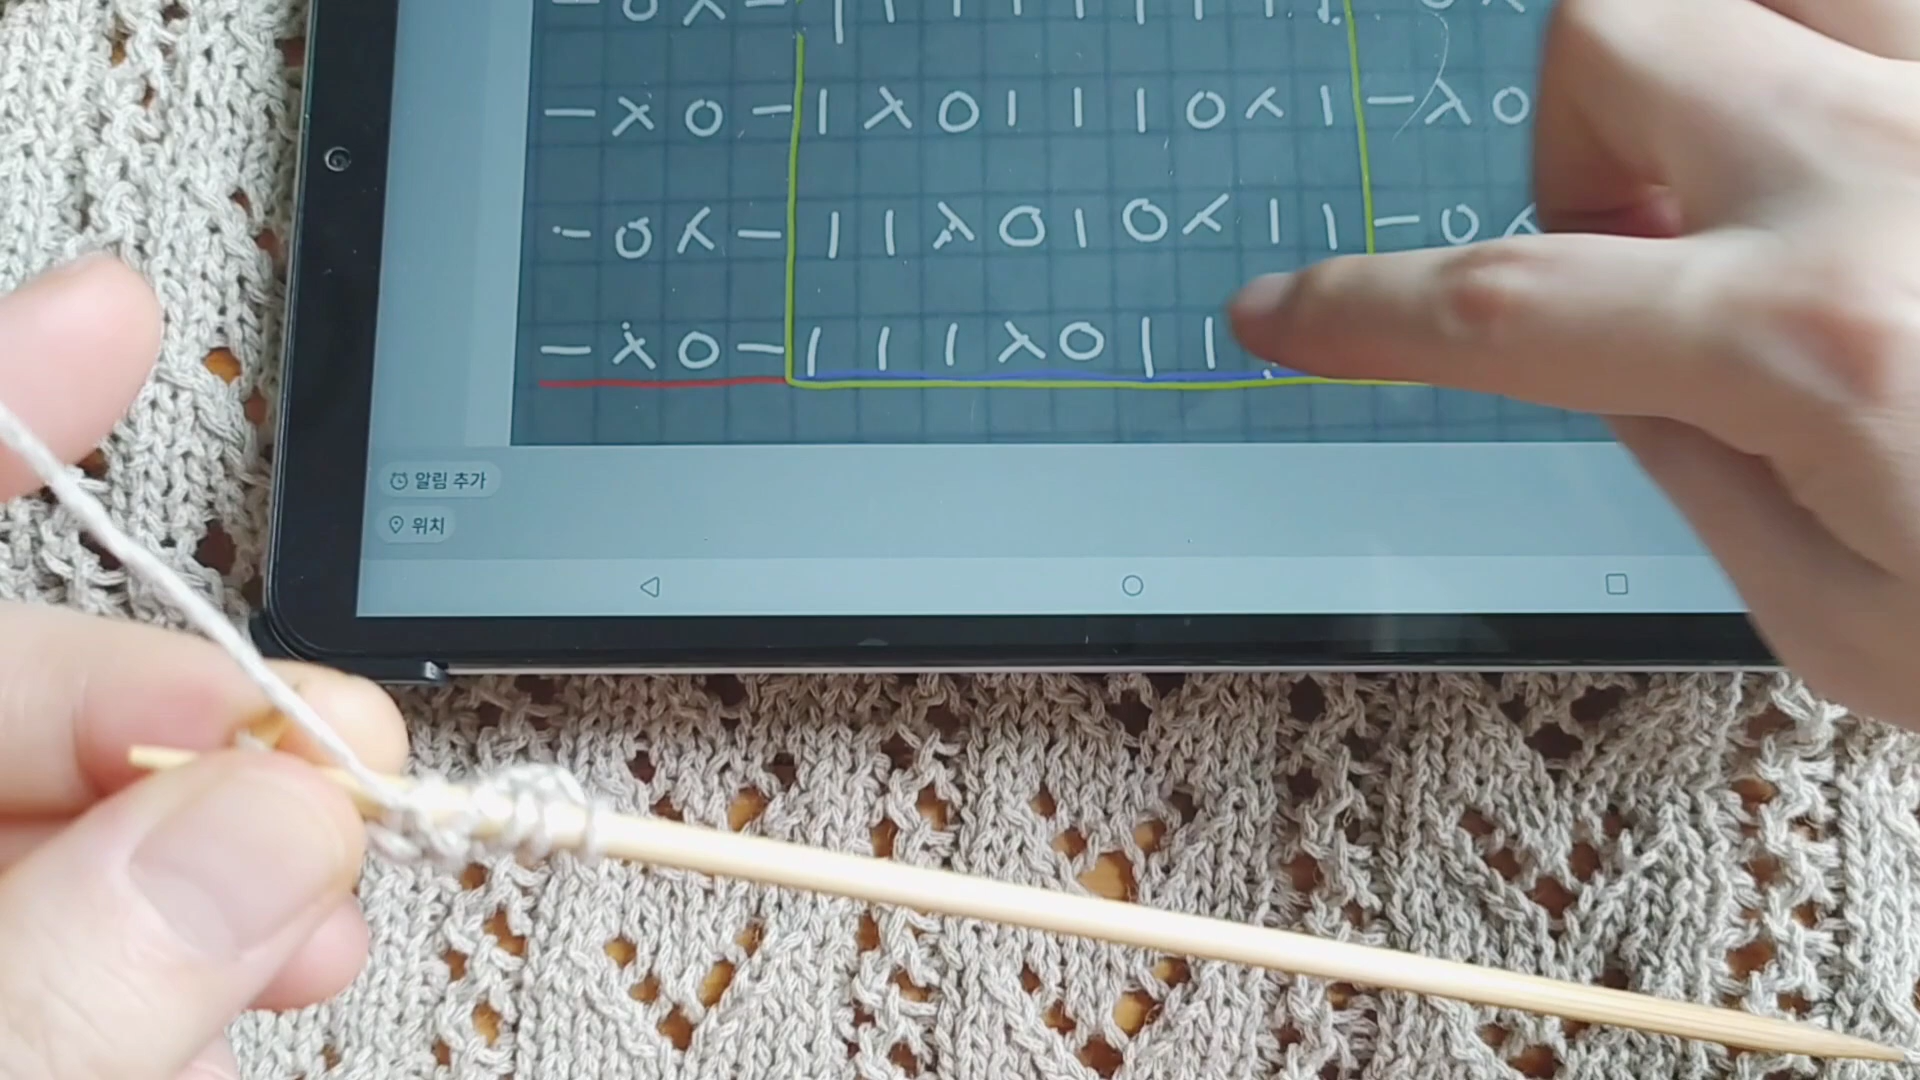 — O ⅄ — | | | | | | | | |
— ⅄ O — | ⅄ O | | | O ⅄ | — ⅄ O
— O ⅄ — | | ⅄ O | O ⅄ | | — O ⅄
— ⅄ O — | | | ⅄ O | |
알림 추가
위치